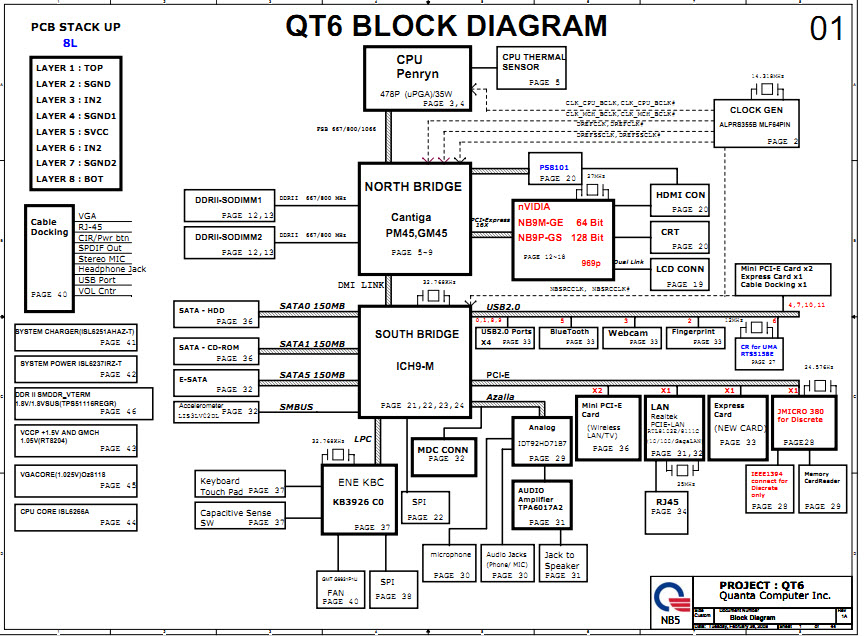 QT6 BLOCK DIAGRAM
01
PCB STACK UP
8L
LAYER 1 : TOP
LAYER 2 : SGND
LAYER 3 : IN2
LAYER 4 : SGND1
LAYER 5 : SVCC
LAYER 6 : IN2
LAYER 7 : SGND2
LAYER 8 : BOT
CPU
Penryn
478P (uPGA)/35W
PAGE 3,4
CPU THERMAL
SENSOR
PAGE 5
14.318MHz
CLOCK GEN
ALPRS355B MLF64PIN
PAGE 2
CLK_CPU_BCLK,CLK_CPU_BCLK#
CLK_MCH_BCLK,CLK_MCH_BCLK#
DREFCLK,DREFCLK#
DREFSSCLK,DREFSSCLK#
FSB 667/800/1066
NORTH BRIDGE
Cantiga
PM45,GM45
PAGE 5~9
DDRII-SODIMM1
PAGE 12,13
DDRII 667/800 MHz
DDRII-SODIMM2
PAGE 12,13
DDRII 667/800 MHz
PS8101
PAGE 20
27MHz
PCI-Express
16X
nVIDIA
NB9M-GE 64 Bit
NB9P-GS 128 Bit
PAGE 12~18
969p
HDMI CON
PAGE 20
CRT
PAGE 20
Dual Link
LCD CONN
PAGE 19
Cable
Docking
PAGE 40
VGA
RJ-45
CIR/Pwr btn
SPDIF Out
Stereo MIC
Headphone Jack
USB Port
VOL Cntr
DMI LINK
32.768KHz
NBSRCCLK, NBSRCCLK#
Mini PCI-E Card x2
Express Card x1
Cable Docking x1
4,7,10,11
SATA - HDD
PAGE 36
SATA0 150MB
SATA - CD-ROM
PAGE 36
SATA1 150MB
E-SATA
PAGE 32
SATA5 150MB
Accelerometer
LIS3LV02DL
PAGE 32
SMBUS
SOUTH BRIDGE
ICH9-M
PAGE 21,22,23,24
USB2.0
0,1,8,9
USB2.0 Ports
X4 PAGE 33
5
BlueTooth
PAGE 33
3
Webcam
PAGE 33
2
Fingerprint
PAGE 33
12MHz
6
CR for UMA
RTS5158E
PAGE 27
PCI-E
Azalia
24.576MHz
X2
Mini PCI-E
Card
(Wireless
LAN/TV)
PAGE 36
X1
LAN
Realtek
PCIE-LAN
(10/100/GagaLAN)
PAGE 31,32
25MHz
RJ45
PAGE 34
X1
Express
Card
(NEW CARD)
PAGE 33
X1
JMICRO 380
for Discrete
PAGE28
IEEE1394
connect for
Discrete
only
PAGE 28
Memory
CardReader
PAGE 29
SYSTEM CHARGER(ISL6251AHAZ-T)
PAGE 41
SYSTEM POWER ISL6237IRZ-T
PAGE 42
DDR II SMDDR_VTERM
1.8V/1.8VSUS(TPS51116REGR)
PAGE 46
VCCP +1.5V AND GMCH
1.05V(RT8204)
PAGE 43
VGACORE(1.025V)Oz8118
PAGE 45
CPU CORE ISL6266A
PAGE 44
LPC
32.768KHz
ENE KBC
KB3926 C0
PAGE 37
Keyboard
Touch Pad PAGE 37
Capacitive Sense
SW PAGE 37
FAN
PAGE 40
SPI
PAGE 38
SPI
PAGE 22
MDC CONN
PAGE 32
Analog
IDT92HD71B7
PAGE 29
AUDIO
Amplifier
TPA6017A2
PAGE 31
microphone
PAGE 30
Audio Jacks
(Phone/ MIC)
PAGE 30
Jack to
Speaker
PAGE 31
NB5
PROJECT : QT6
Quanta Computer Inc.
Size
Custom
Document Number
Block Diagram
Rev
1A